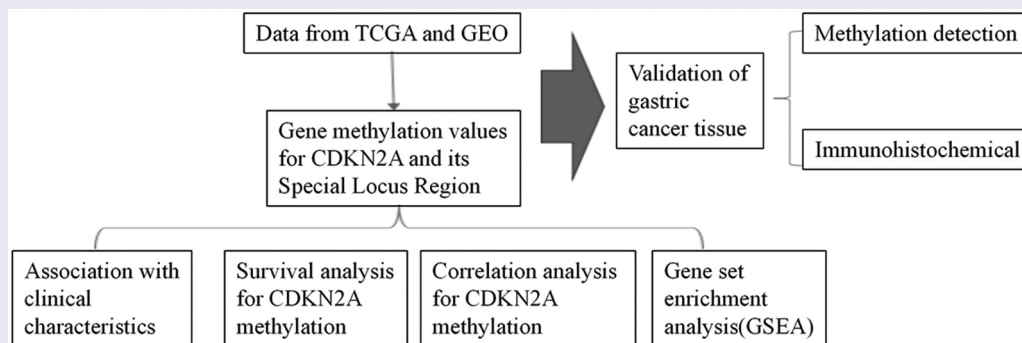 Data from TCGA and GEO
Gene methylation values
for CDKN2A and its
Special Locus Region
Association with
clinical
characteristics
Survival analysis
for CDKN2A
methylation
Correlation analysis
for CDKN2A
methylation
Gene set
enrichment
analysis(GSEA)
Validation of
gastric
cancer tissue
Methylation detection
Immunohistochemical